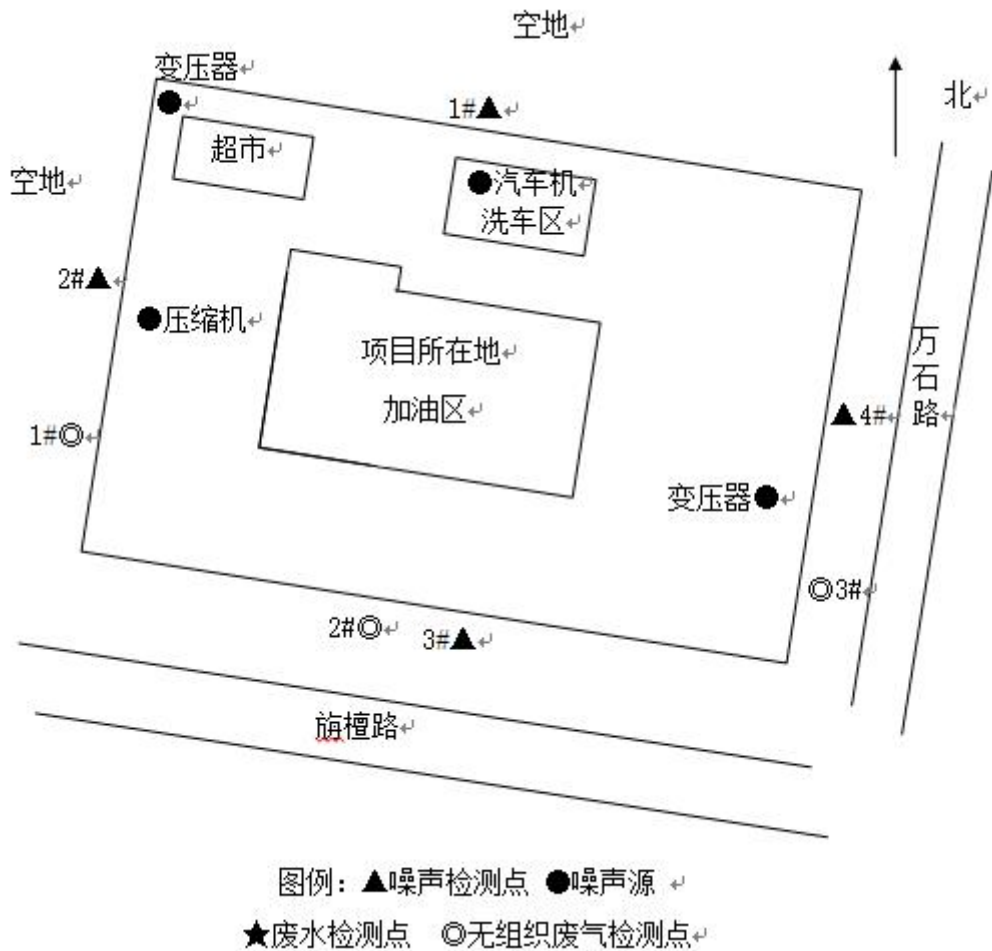 空地
变压器
北
1#▲
超市
●汽车机
洗车区
空地
2#▲
●压缩机
项目所在地
加油区
万石路
▲4#
1#◎
变压器●
◎3#
2#◎
3#▲
旃檀路
图例：▲噪声检测点 ●噪声源
★废水检测点 ◎无组织废气检测点